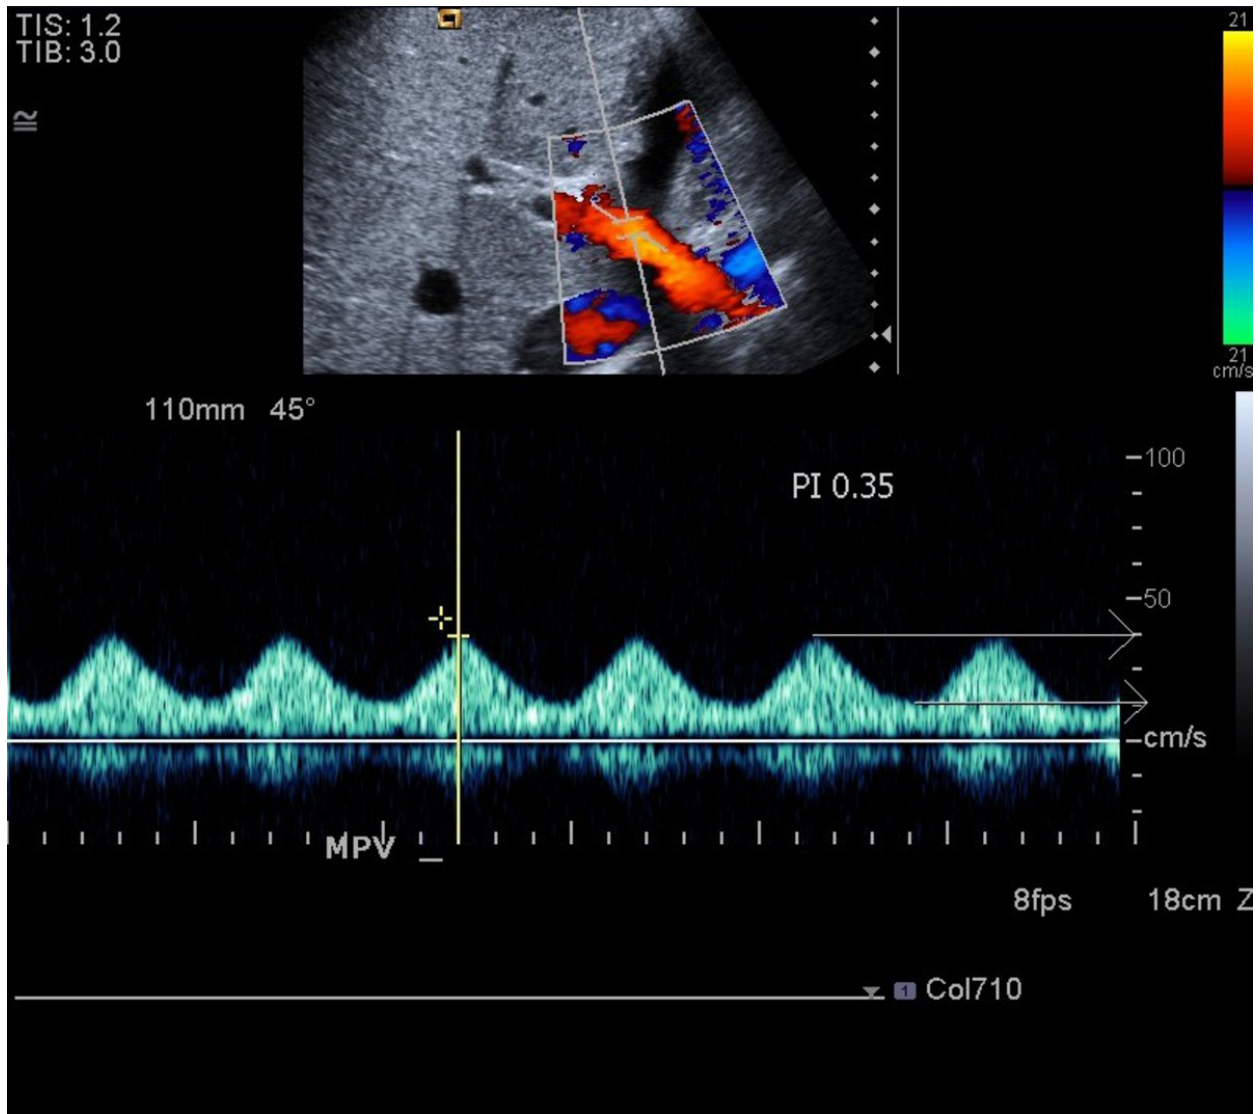 TIS: 1.2
TIB: 3.0
≅
21
21
cm/s
110mm 45°
PI 0.35
100
50
cm/s
MPV _
8fps 18cm Z
1 Col710